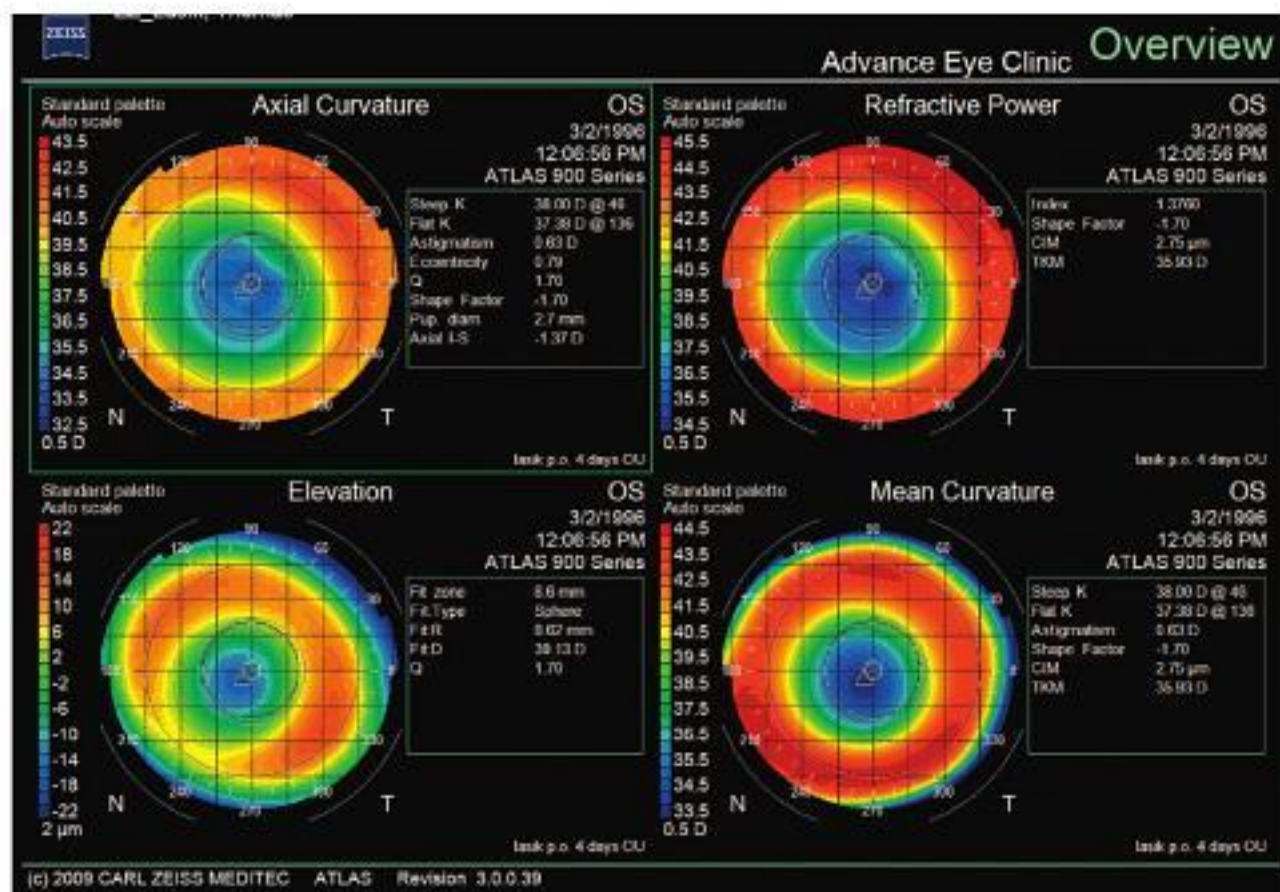 ZEISS
Overview
Advance Eye Clinic
Standard palette
Auto scale
Axial Curvature
OS
3/2/1996
12:06:56 PM
ATLAS 900 Series
43.5
42.5
41.5
40.5
39.5
38.5
37.5
36.5
35.5
34.5
33.5
32.5
0.5 D
Steep K 38.00 D @ 46
Flat K 37.38 D @ 136
Astigmatism 0.63 D
Eccentricity 0.79
Q 1.70
Shape Factor -1.70
Pup. diam 2.7 mm
Axial I-S -1.37 D
N
T
lasik p.o. 4 days OU
Standard palette
Auto scale
Refractive Power
OS
3/2/1996
12:06:56 PM
ATLAS 900 Series
45.5
44.5
43.5
42.5
41.5
40.5
39.5
38.5
37.5
36.5
35.5
34.5
0.5 D
Index 1.3760
Shape Factor -1.70
CIM 2.75 µm
TKM 35.93 D
N
T
lasik p.o. 4 days OU
Standard palette
Auto scale
Elevation
OS
3/2/1996
12:06:56 PM
ATLAS 900 Series
22
18
14
10
6
2
-2
-6
-10
-14
-18
-22
2 µm
Fit zone 8.6 mm
Fit Type Sphere
Fit R 8.62 mm
Fit D 39.13 D
Q 1.70
N
T
lasik p.o. 4 days OU
Standard palette
Auto scale
Mean Curvature
OS
3/2/1996
12:06:56 PM
ATLAS 900 Series
44.5
43.5
42.5
41.5
40.5
39.5
38.5
37.5
36.5
35.5
34.5
33.5
0.5 D
Steep K 38.00 D @ 46
Flat K 37.38 D @ 136
Astigmatism 0.63 D
Shape Factor -1.70
CIM 2.75 µm
TKM 35.93 D
N
T
lasik p.o. 4 days OU
(c) 2009 CARL ZEISS MEDITEC ATLAS Revision 3.0.0.39